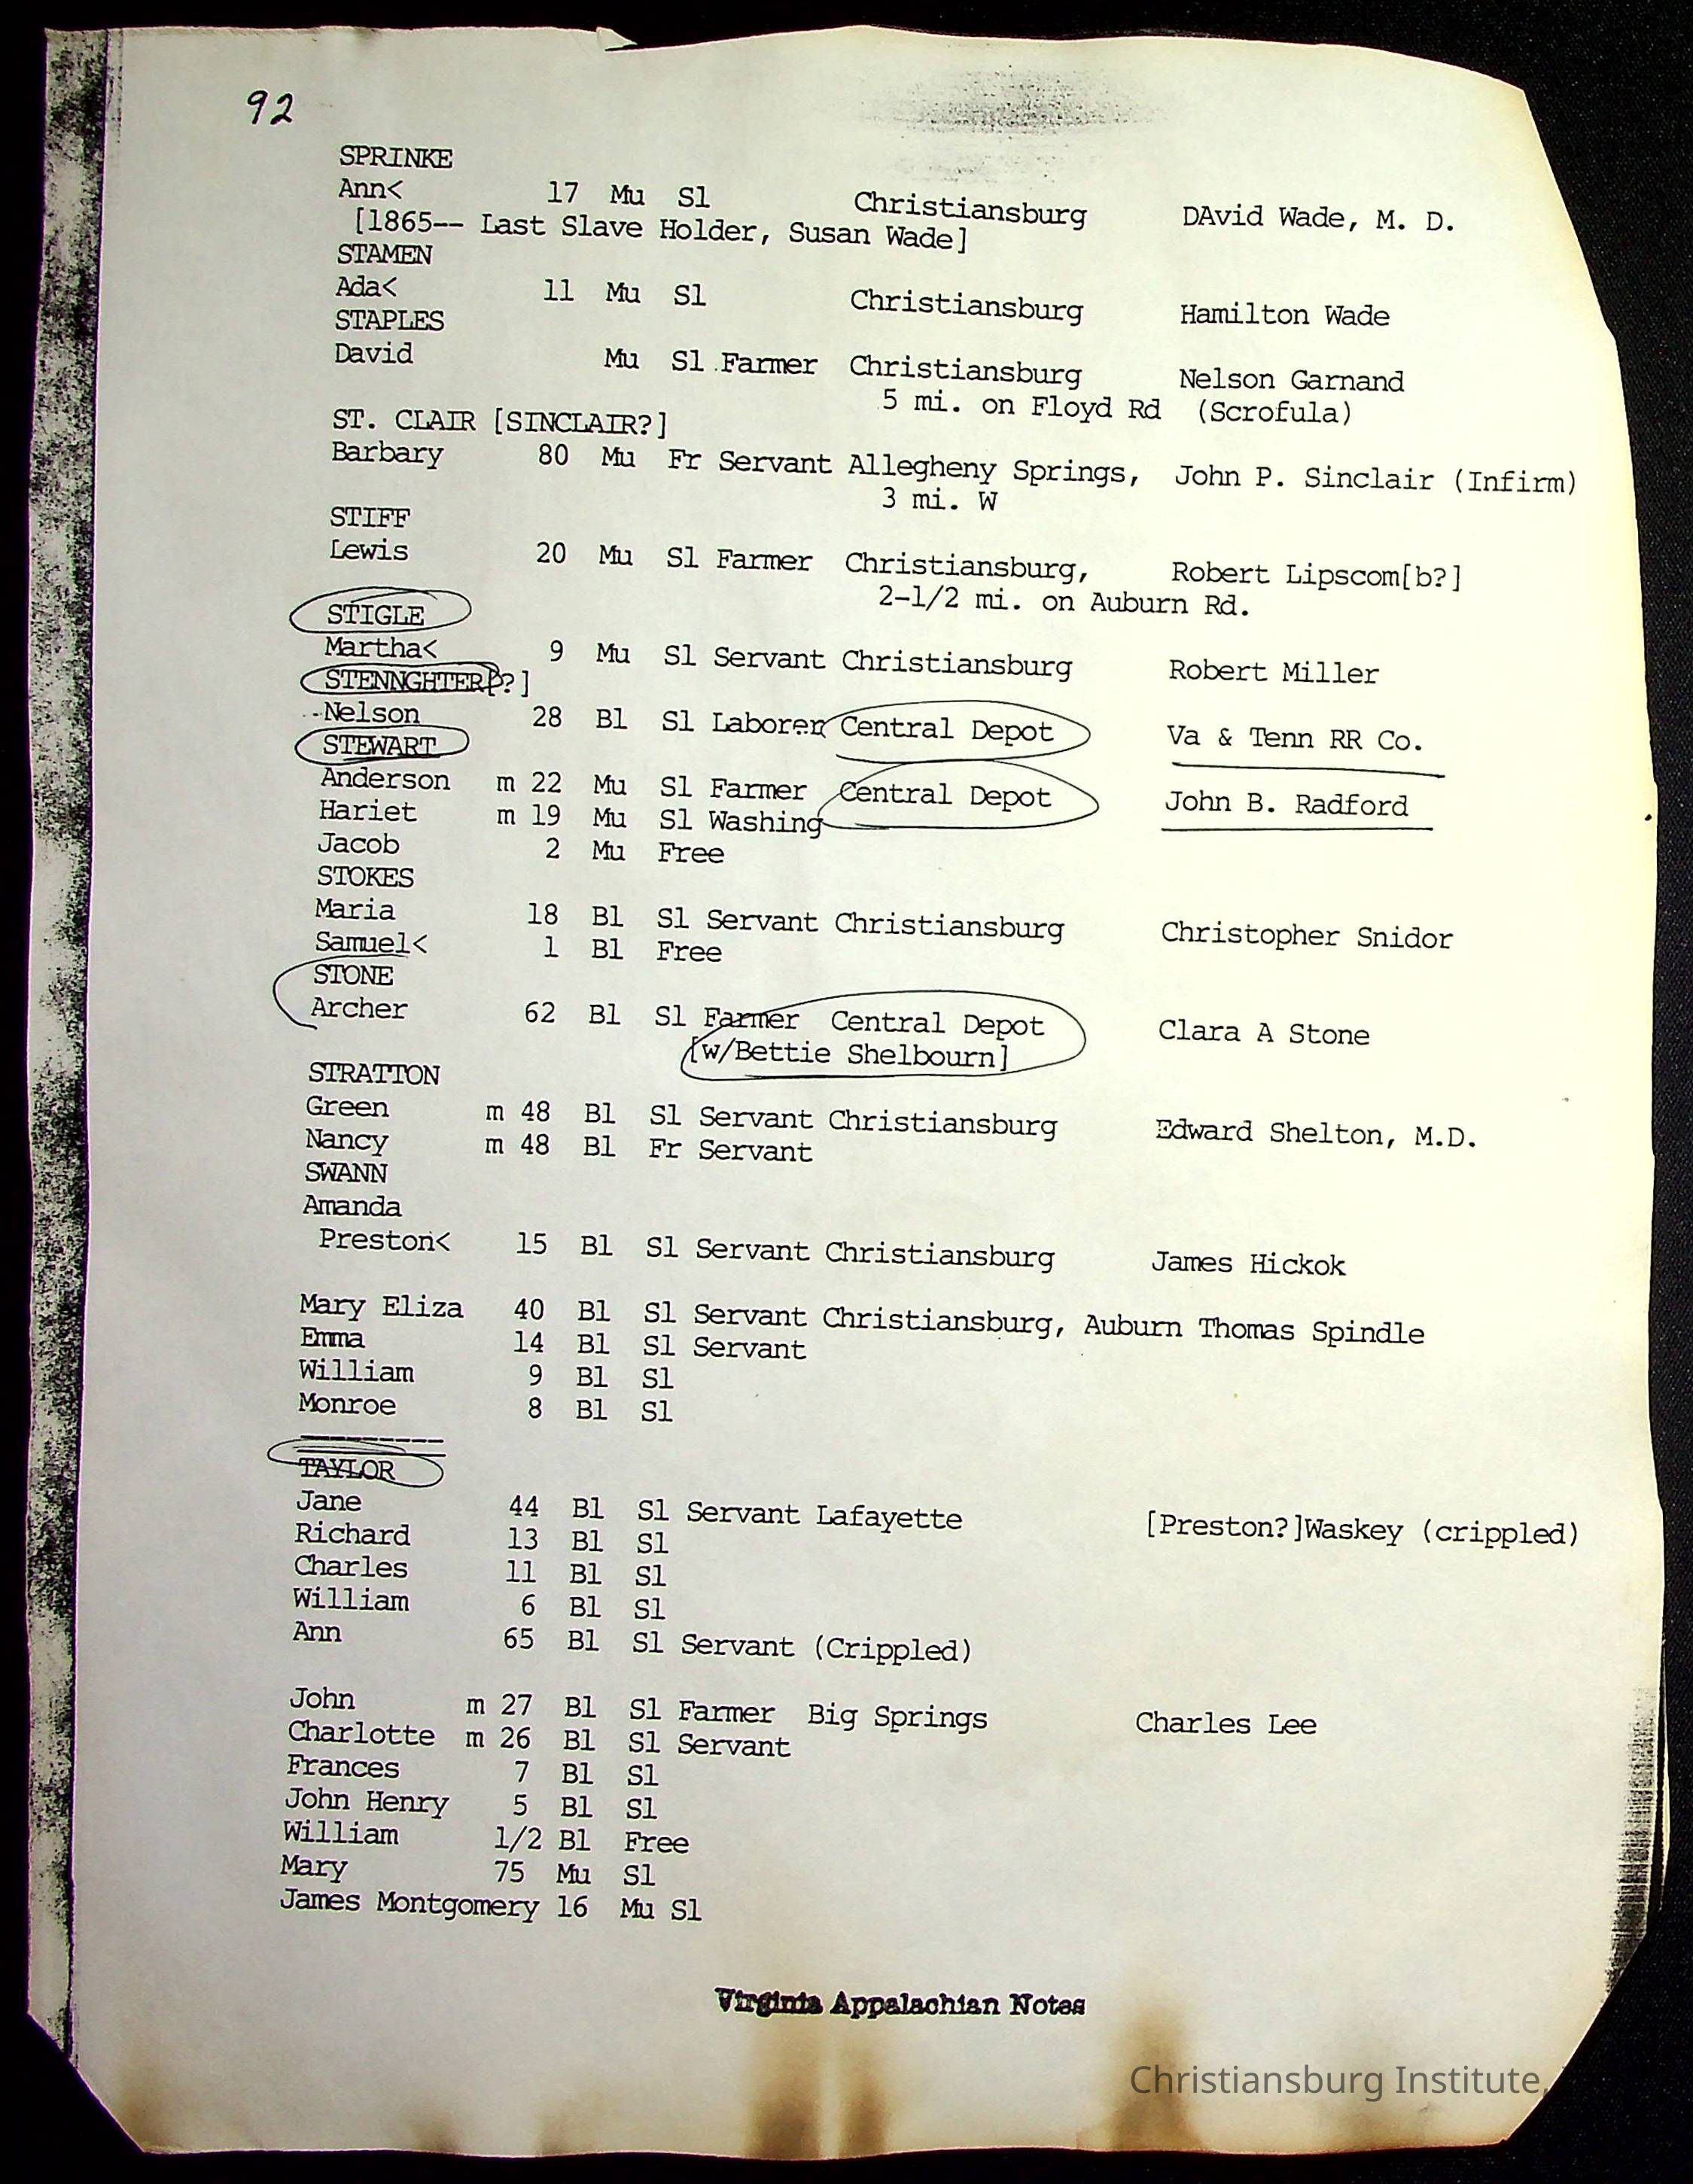 92
SPRINKE
Ann< 17 Mu Sl Christiansburg DAvid Wade, M. D.
[1865-- Last Slave Holder, Susan Wade]
STAMEN
Ada< 11 Mu Sl Christiansburg Hamilton Wade
STAPLES
David Mu Sl Farmer Christiansburg Nelson Garnand
5 mi. on Floyd Rd (Scrofula)
ST. CLAIR [SINCLAIR?]
Barbary 80 Mu Fr Servant Allegheny Springs, John P. Sinclair (Infirm)
3 mi. W
STIFF
Lewis 20 Mu Sl Farmer Christiansburg, Robert Lipscom[b?]
2-1/2 mi. on Auburn Rd.
STIGLE
Martha< 9 Mu Sl Servant Christiansburg Robert Miller
STENNGHTER[?]
Nelson 28 Bl Sl Laborer Central Depot Va & Tenn RR Co.
STEWART
Anderson m 22 Mu Sl Farmer Central Depot John B. Radford
Hariet m 19 Mu Sl Washing
Jacob 2 Mu Free
STOKES
Maria 18 Bl Sl Servant Christiansburg Christopher Snidor
Samuel< 1 Bl Free
STONE
Archer 62 Bl Sl Farmer Central Depot Clara A Stone
[w/Bettie Shelbourn]
STRATTON
Green m 48 Bl Sl Servant Christiansburg Edward Shelton, M.D.
Nancy m 48 Bl Fr Servant
SWANN
Amanda
Preston< 15 Bl Sl Servant Christiansburg James Hickok
Mary Eliza 40 Bl Sl Servant Christiansburg, Auburn Thomas Spindle
Emma 14 Bl Sl Servant
William 9 Bl Sl
Monroe 8 Bl Sl
---------
TAYLOR
Jane 44 Bl Sl Servant Lafayette [Preston?]Waskey (crippled)
Richard 13 Bl Sl
Charles 11 Bl Sl
William 6 Bl Sl
Ann 65 Bl Sl Servant (Crippled)
John m 27 Bl Sl Farmer Big Springs Charles Lee
Charlotte m 26 Bl Sl Servant
Frances 7 Bl Sl
John Henry 5 Bl Sl
William 1/2 Bl Free
Mary 75 Mu Sl
James Montgomery 16 Mu Sl
Virginia Appalachian Notes
Christiansburg Institute,